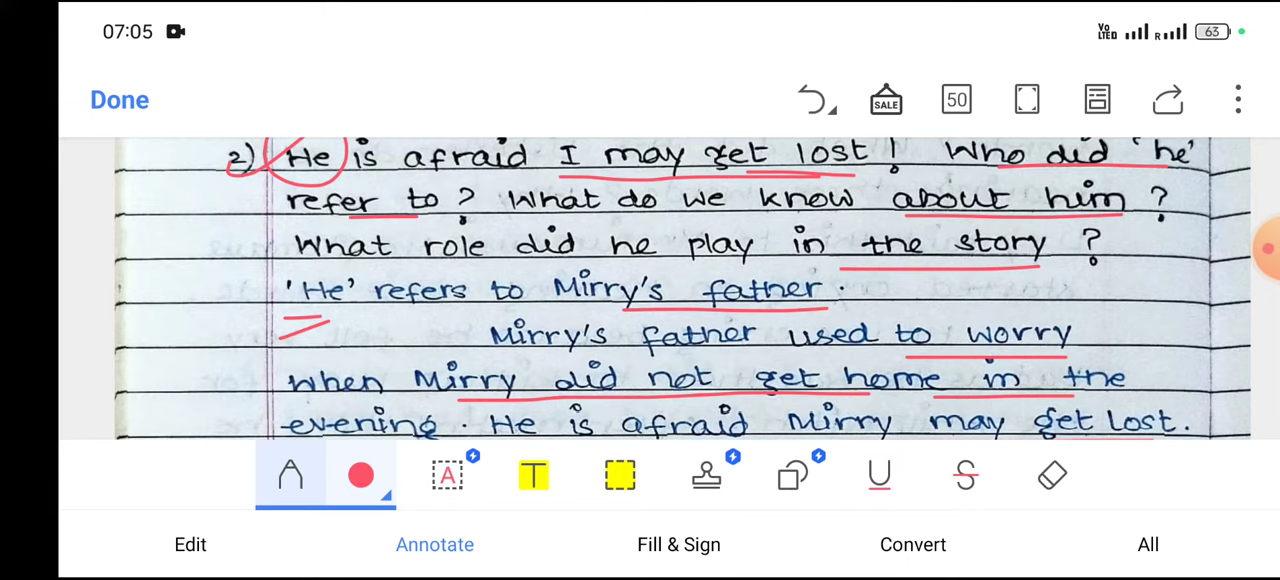 07:05
Vo LTED R 63
Done
SALE 50
2) He is afraid I may get lost! Who did 'he'
refer to? What do we know about him?
What role did he play in the story?
'He' refers to Mirry's father.
Mirry's father used to worry
when Mirry did not get home in the
evening. He is afraid Mirry may get lost.
A T U S
Edit Annotate Fill & Sign Convert All